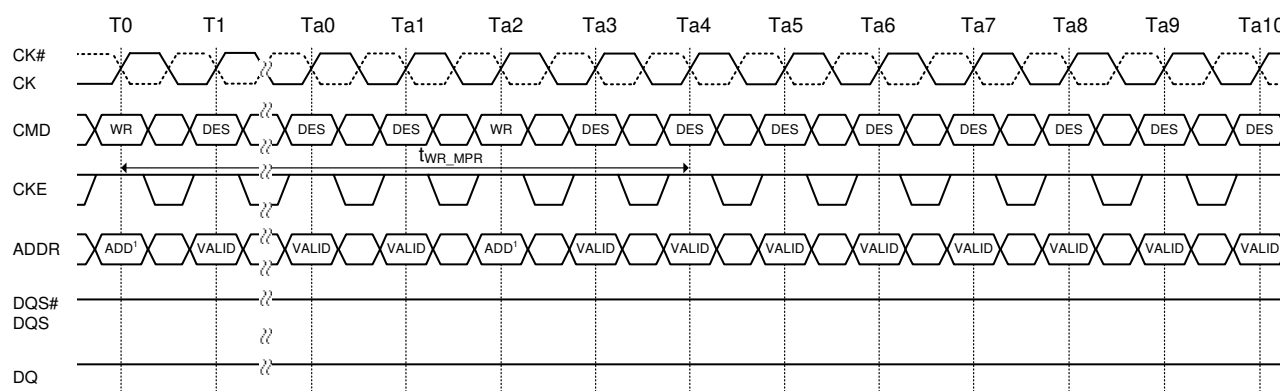 T0 T1 Ta0 Ta1 Ta2 Ta3 Ta4 Ta5 Ta6 Ta7 Ta8 Ta9 Ta10
CK#
CK
CMD WR DES DES DES WR DES DES DES DES DES DES DES DES
tWR_MPR
CKE
ADDR ADD¹ VALID VALID VALID ADD¹ VALID VALID VALID VALID VALID VALID VALID VALID
DQS#
DQS
DQ